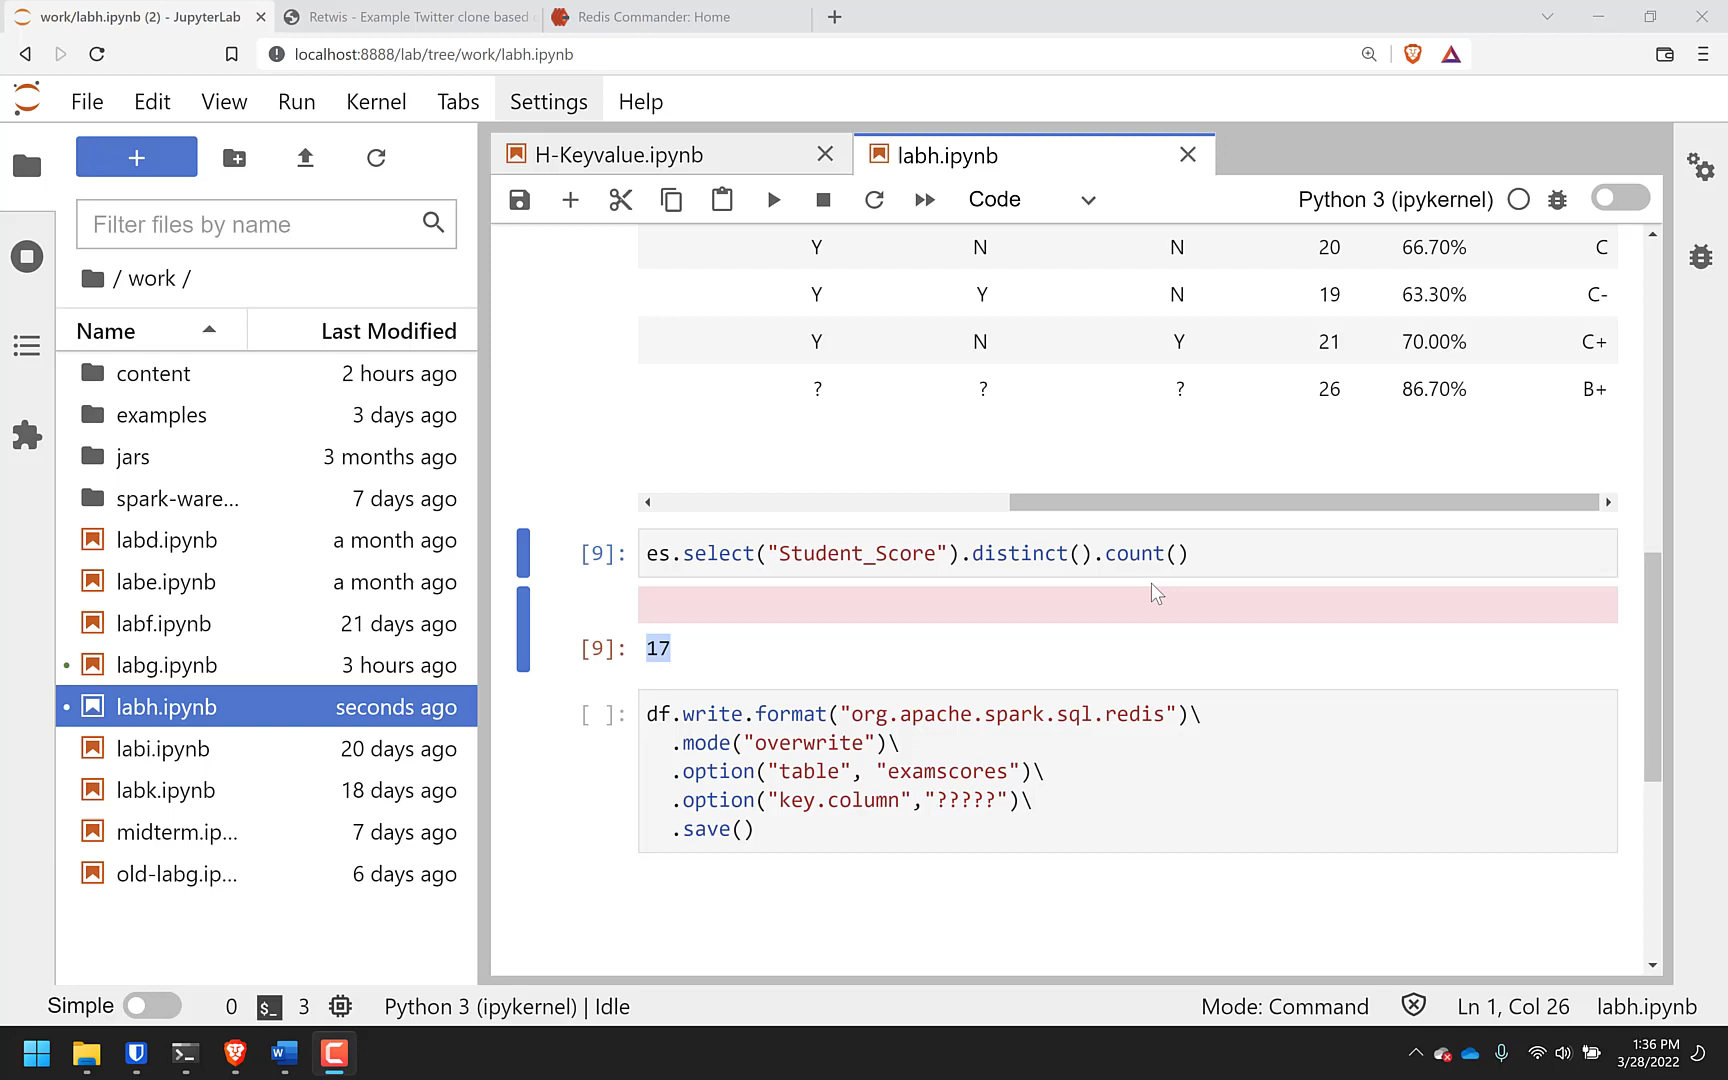 work/labh.ipynb (2) - JupyterLab
Retwis - Example Twitter clone based
Redis Commander: Home
localhost:8888/lab/tree/work/labh.ipynb
File Edit View Run Kernel Tabs Settings Help
H-Keyvalue.ipynb
labh.ipynb
Code
Python 3 (ipykernel)
Filter files by name
/ work /
Name Last Modified
content 2 hours ago
examples 3 days ago
jars 3 months ago
spark-ware... 7 days ago
labd.ipynb a month ago
labe.ipynb a month ago
labf.ipynb 21 days ago
labg.ipynb 3 hours ago
labh.ipynb seconds ago
labi.ipynb 20 days ago
labk.ipynb 18 days ago
midterm.ip... 7 days ago
old-labg.ip... 6 days ago
Y N N 20 66.70% C
Y Y N 19 63.30% C-
Y N Y 21 70.00% C+
? ? ? 26 86.70% B+
[9]: es.select("Student_Score").distinct().count()
[9]: 17
[ ]: df.write.format("org.apache.spark.sql.redis")\
.mode("overwrite")\
.option("table", "examscores")\
.option("key.column","?????")\
.save()
Simple 0 $_ 3 Python 3 (ipykernel) | Idle
Mode: Command Ln 1, Col 26 labh.ipynb
1:36 PM
3/28/2022